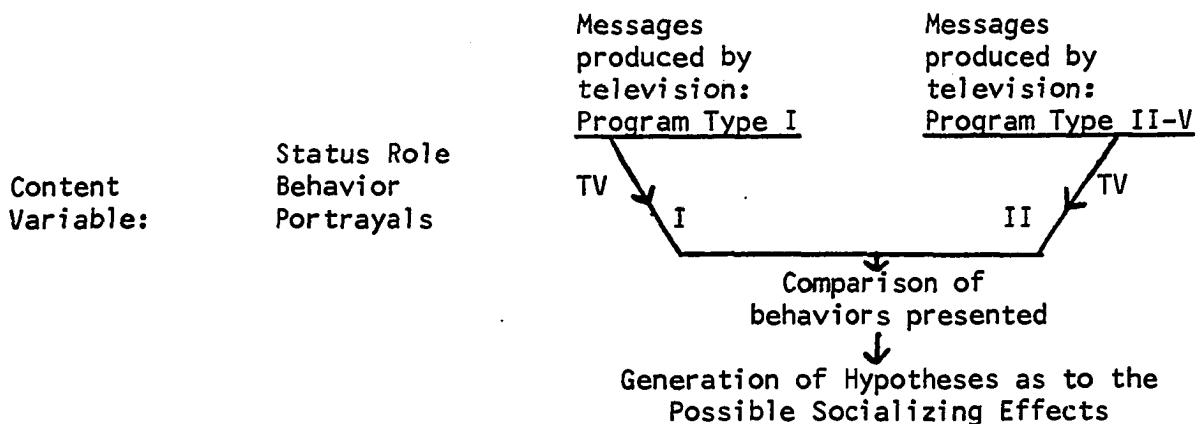 Messages
produced by
television:
Program Type I
Messages
produced by
television:
Program Type II-V
Content
Variable:
Status Role
Behavior
Portrayals
TV
I
TV
II
Comparison of
behaviors presented
Generation of Hypotheses as to the
Possible Socializing Effects